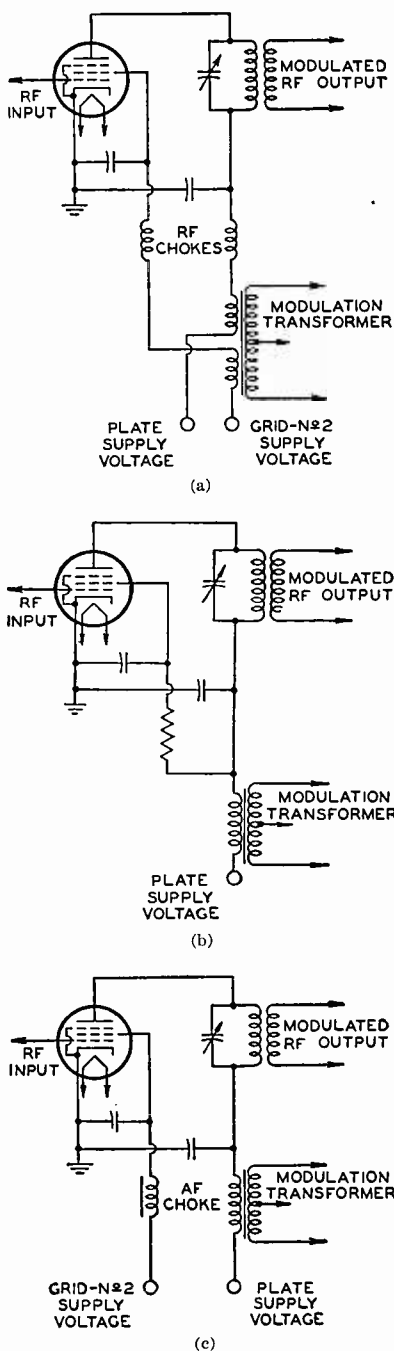 RF
INPUT
MODULATED
RF OUTPUT
RF
CHOKES
MODULATION
TRANSFORMER
PLATE
SUPPLY
VOLTAGE
GRID-Nº2
SUPPLY
VOLTAGE
(a)
RF
INPUT
MODULATED
RF OUTPUT
MODULATION
TRANSFORMER
PLATE
SUPPLY
VOLTAGE
(b)
RF
INPUT
MODULATED
RF OUTPUT
AF
CHOKE
MODULATION
TRANSFORMER
GRID-Nº2
SUPPLY
VOLTAGE
PLATE
SUPPLY
VOLTAGE
(c)